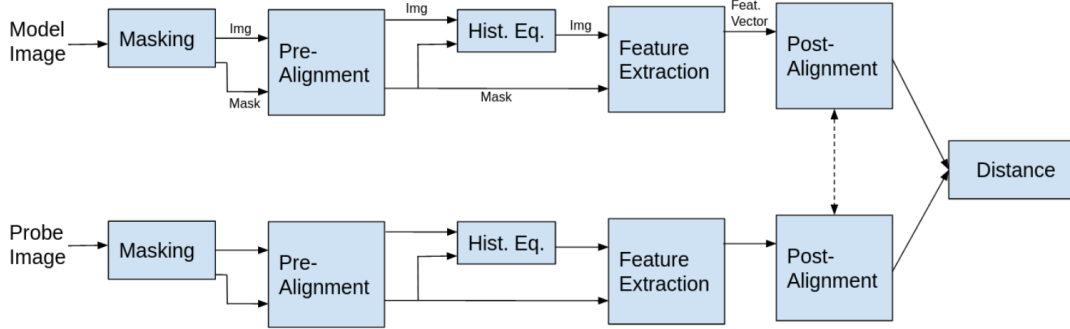 Model
Image
Masking
Img
Mask
Pre-
Alignment
Img
Hist. Eq.
Img
Mask
Feature
Extraction
Feat.
Vector
Post-
Alignment
Distance
Probe
Image
Masking
Pre-
Alignment
Hist. Eq.
Feature
Extraction
Post-
Alignment